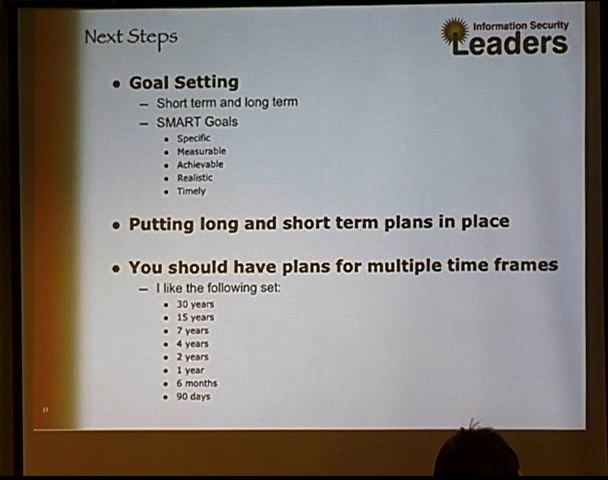 Next Steps
Information Security
Leaders
• Goal Setting
– Short term and long term
– SMART Goals
• Specific
• Measurable
• Achievable
• Realistic
• Timely
• Putting long and short term plans in place
• You should have plans for multiple time frames
– I like the following set:
• 30 years
• 15 years
• 7 years
• 4 years
• 2 years
• 1 year
• 6 months
• 90 days